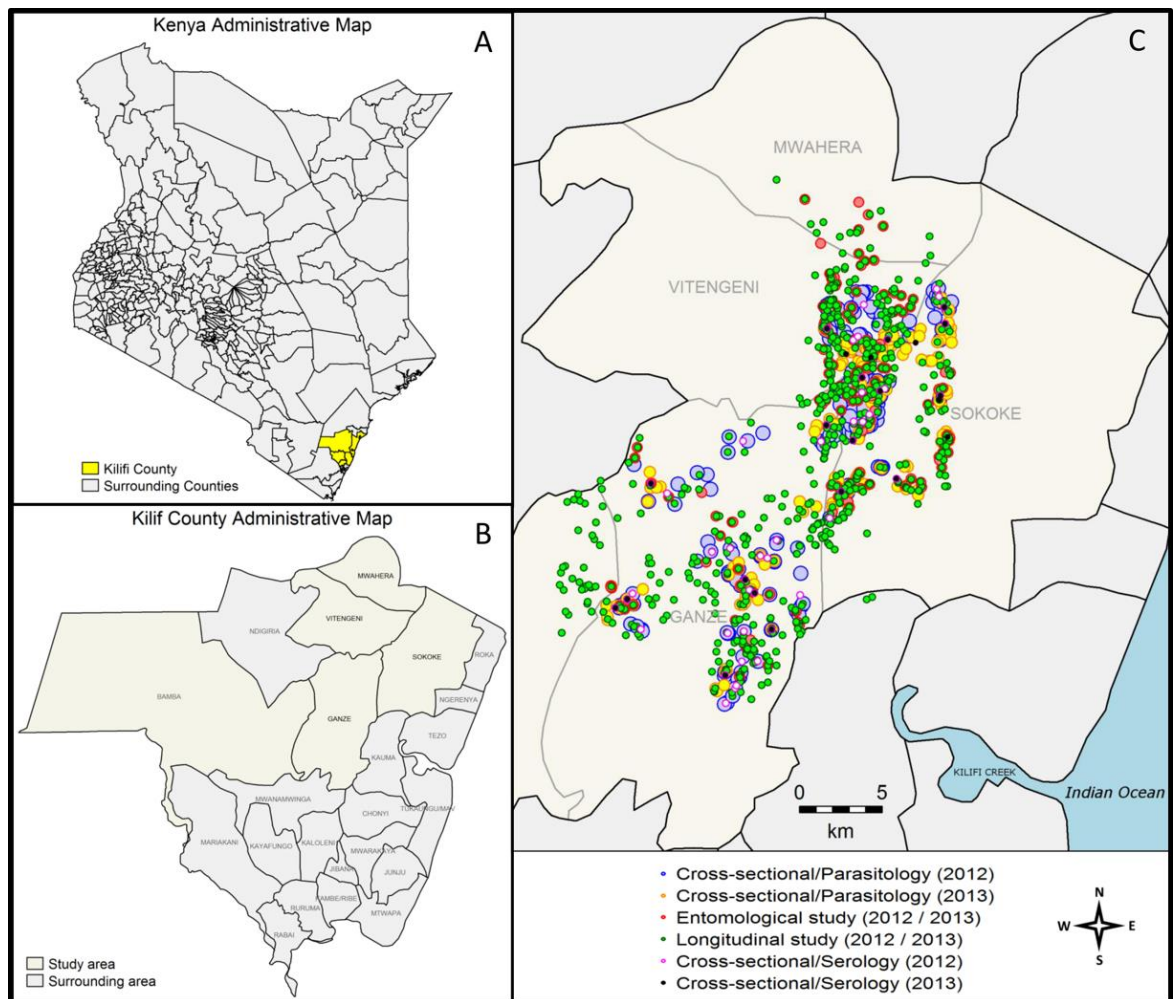 Kenya Administrative Map
A
Kilifi County
Surrounding Counties
Kilif County Administrative Map
B
MWAHERA
VITENGENI
NDIGIRIA
SOKOKE
ROKA
BAMBA
NGERENYA
GANZE
TEZO
KAUMA
MWANAMWINGA
CHONYI
MARIAKANI
KAYAFUNGO
KALOLENI
MWARAKAYA
JIBANA
JUNJU
KAMBE/RIBE
RURUMA
MTWAPA
RABAI
Study area
Surrounding area
C
MWAHERA
VITENGENI
SOKOKE
GANZE
KILIFI CREEK
Indian Ocean
0 5
km
Cross-sectional/Parasitology (2012)
Cross-sectional/Parasitology (2013)
Entomological study (2012 / 2013)
Longitudinal study (2012 / 2013)
Cross-sectional/Serology (2012)
Cross-sectional/Serology (2013)
N
W E
S